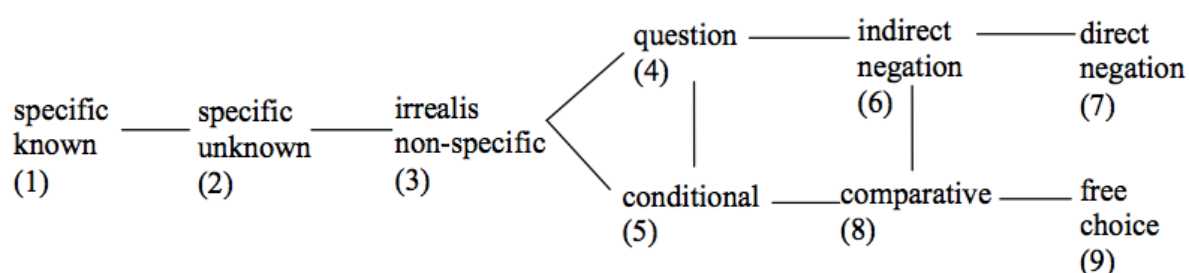 specific
known
(1)
specific
unknown
(2)
irrealis
non-specific
(3)
question
(4)
conditional
(5)
indirect
negation
(6)
comparative
(8)
direct
negation
(7)
free
choice
(9)